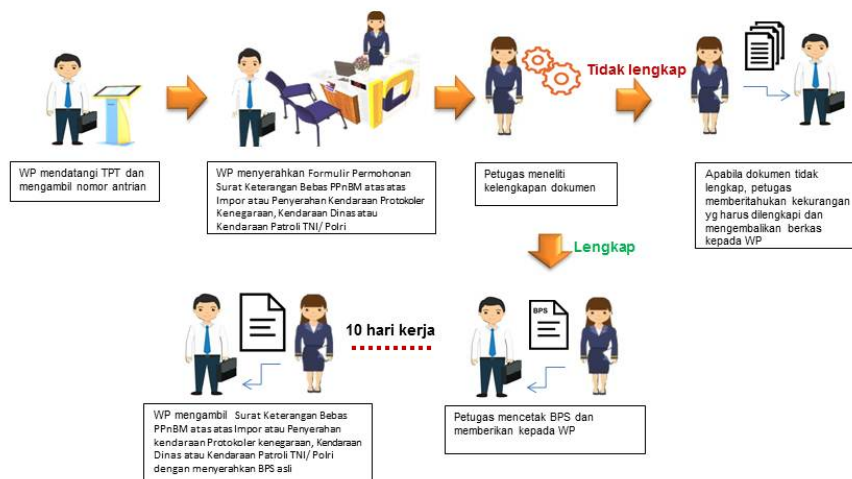 WP mendatangi TPT dan
mengambil nomor antrian
WP menyerahkan Formulir Permohonan
Surat Keterangan Bebas PPnBM atas atas
Impor atau Penyerahan Kendaraan Protokoler
Kenegaraan, Kendaraan Dinas atau
Kendaraan Patroli TNI/ Polri
Petugas meneliti
kelengkapan dokumen
Tidak lengkap
Apabila dokumen tidak
lengkap, petugas
memberitahukan kekurangan
yg harus dilengkapi dan
mengembalikan berkas
kepada WP
Lengkap
BPS
Petugas mencetak BPS dan
memberikan kepada WP
10 hari kerja
WP mengambil Surat Keterangan Bebas
PPnBM atas atas Impor atau Penyerahan
kendaraan Protokoler kenegaraan, Kendaraan
Dinas atau Kendaraan Patroli TNI/ Polri
dengan menyerahkan BPS asli